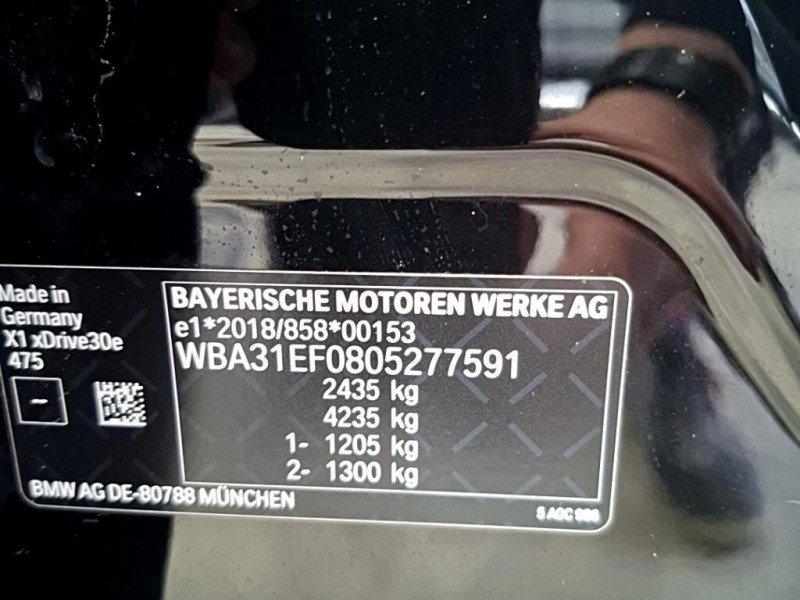 Made in
Germany
X1 xDrive30e
475
-
BAYERISCHE MOTOREN WERKE AG
e1*2018/858*00153
WBA31EF0805277591
2435 kg
4235 kg
1- 1205 kg
2- 1300 kg
BMW AG DE-80788 MÜNCHEN